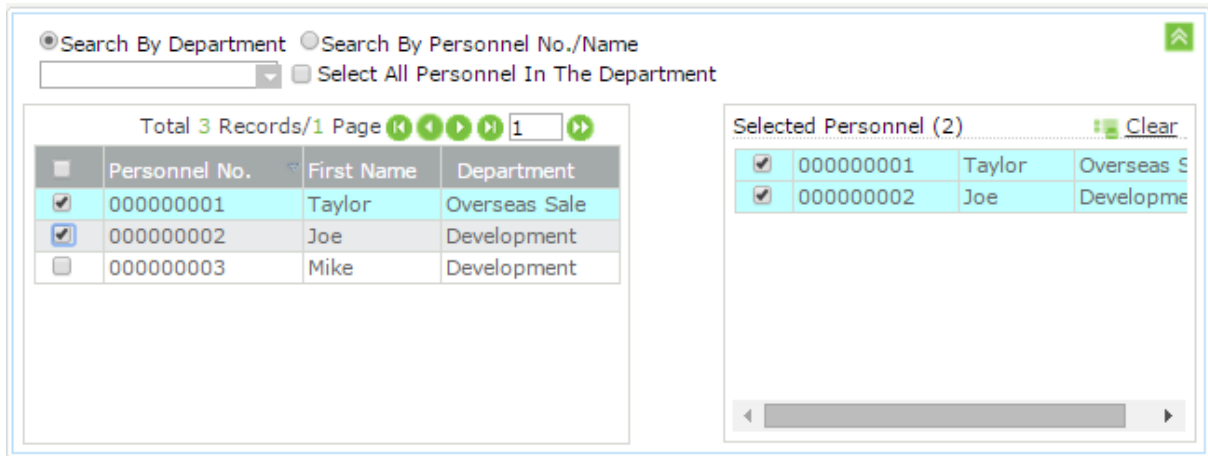 Search By Department Search By Personnel No./Name
Select All Personnel In The Department
Total 3 Records/1 Page 1
Personnel No. First Name Department
000000001 Taylor Overseas Sale
000000002 Joe Development
000000003 Mike Development
Selected Personnel (2) Clear
000000001 Taylor Overseas S
000000002 Joe Developme